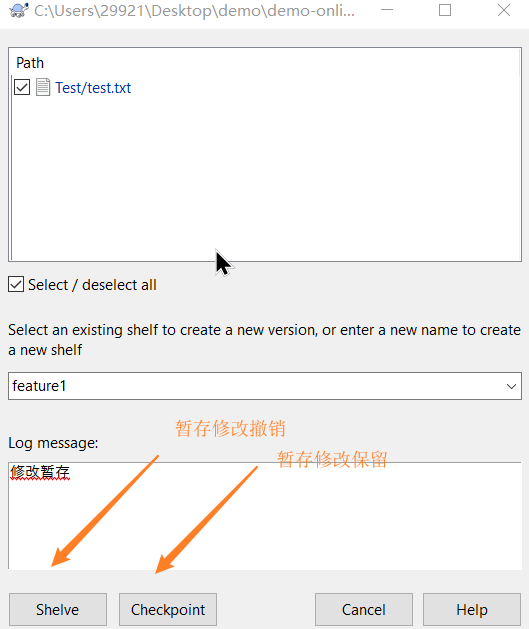 C:\Users\29921\Desktop\demo\demo-onli...
Path
Test/test.txt
Select / deselect all
Select an existing shelf to create a new version, or enter a new name to create
a new shelf
feature1
暂存修改撤销
Log message:
暂存修改保留
修改暂存
Shelve
Checkpoint
Cancel
Help